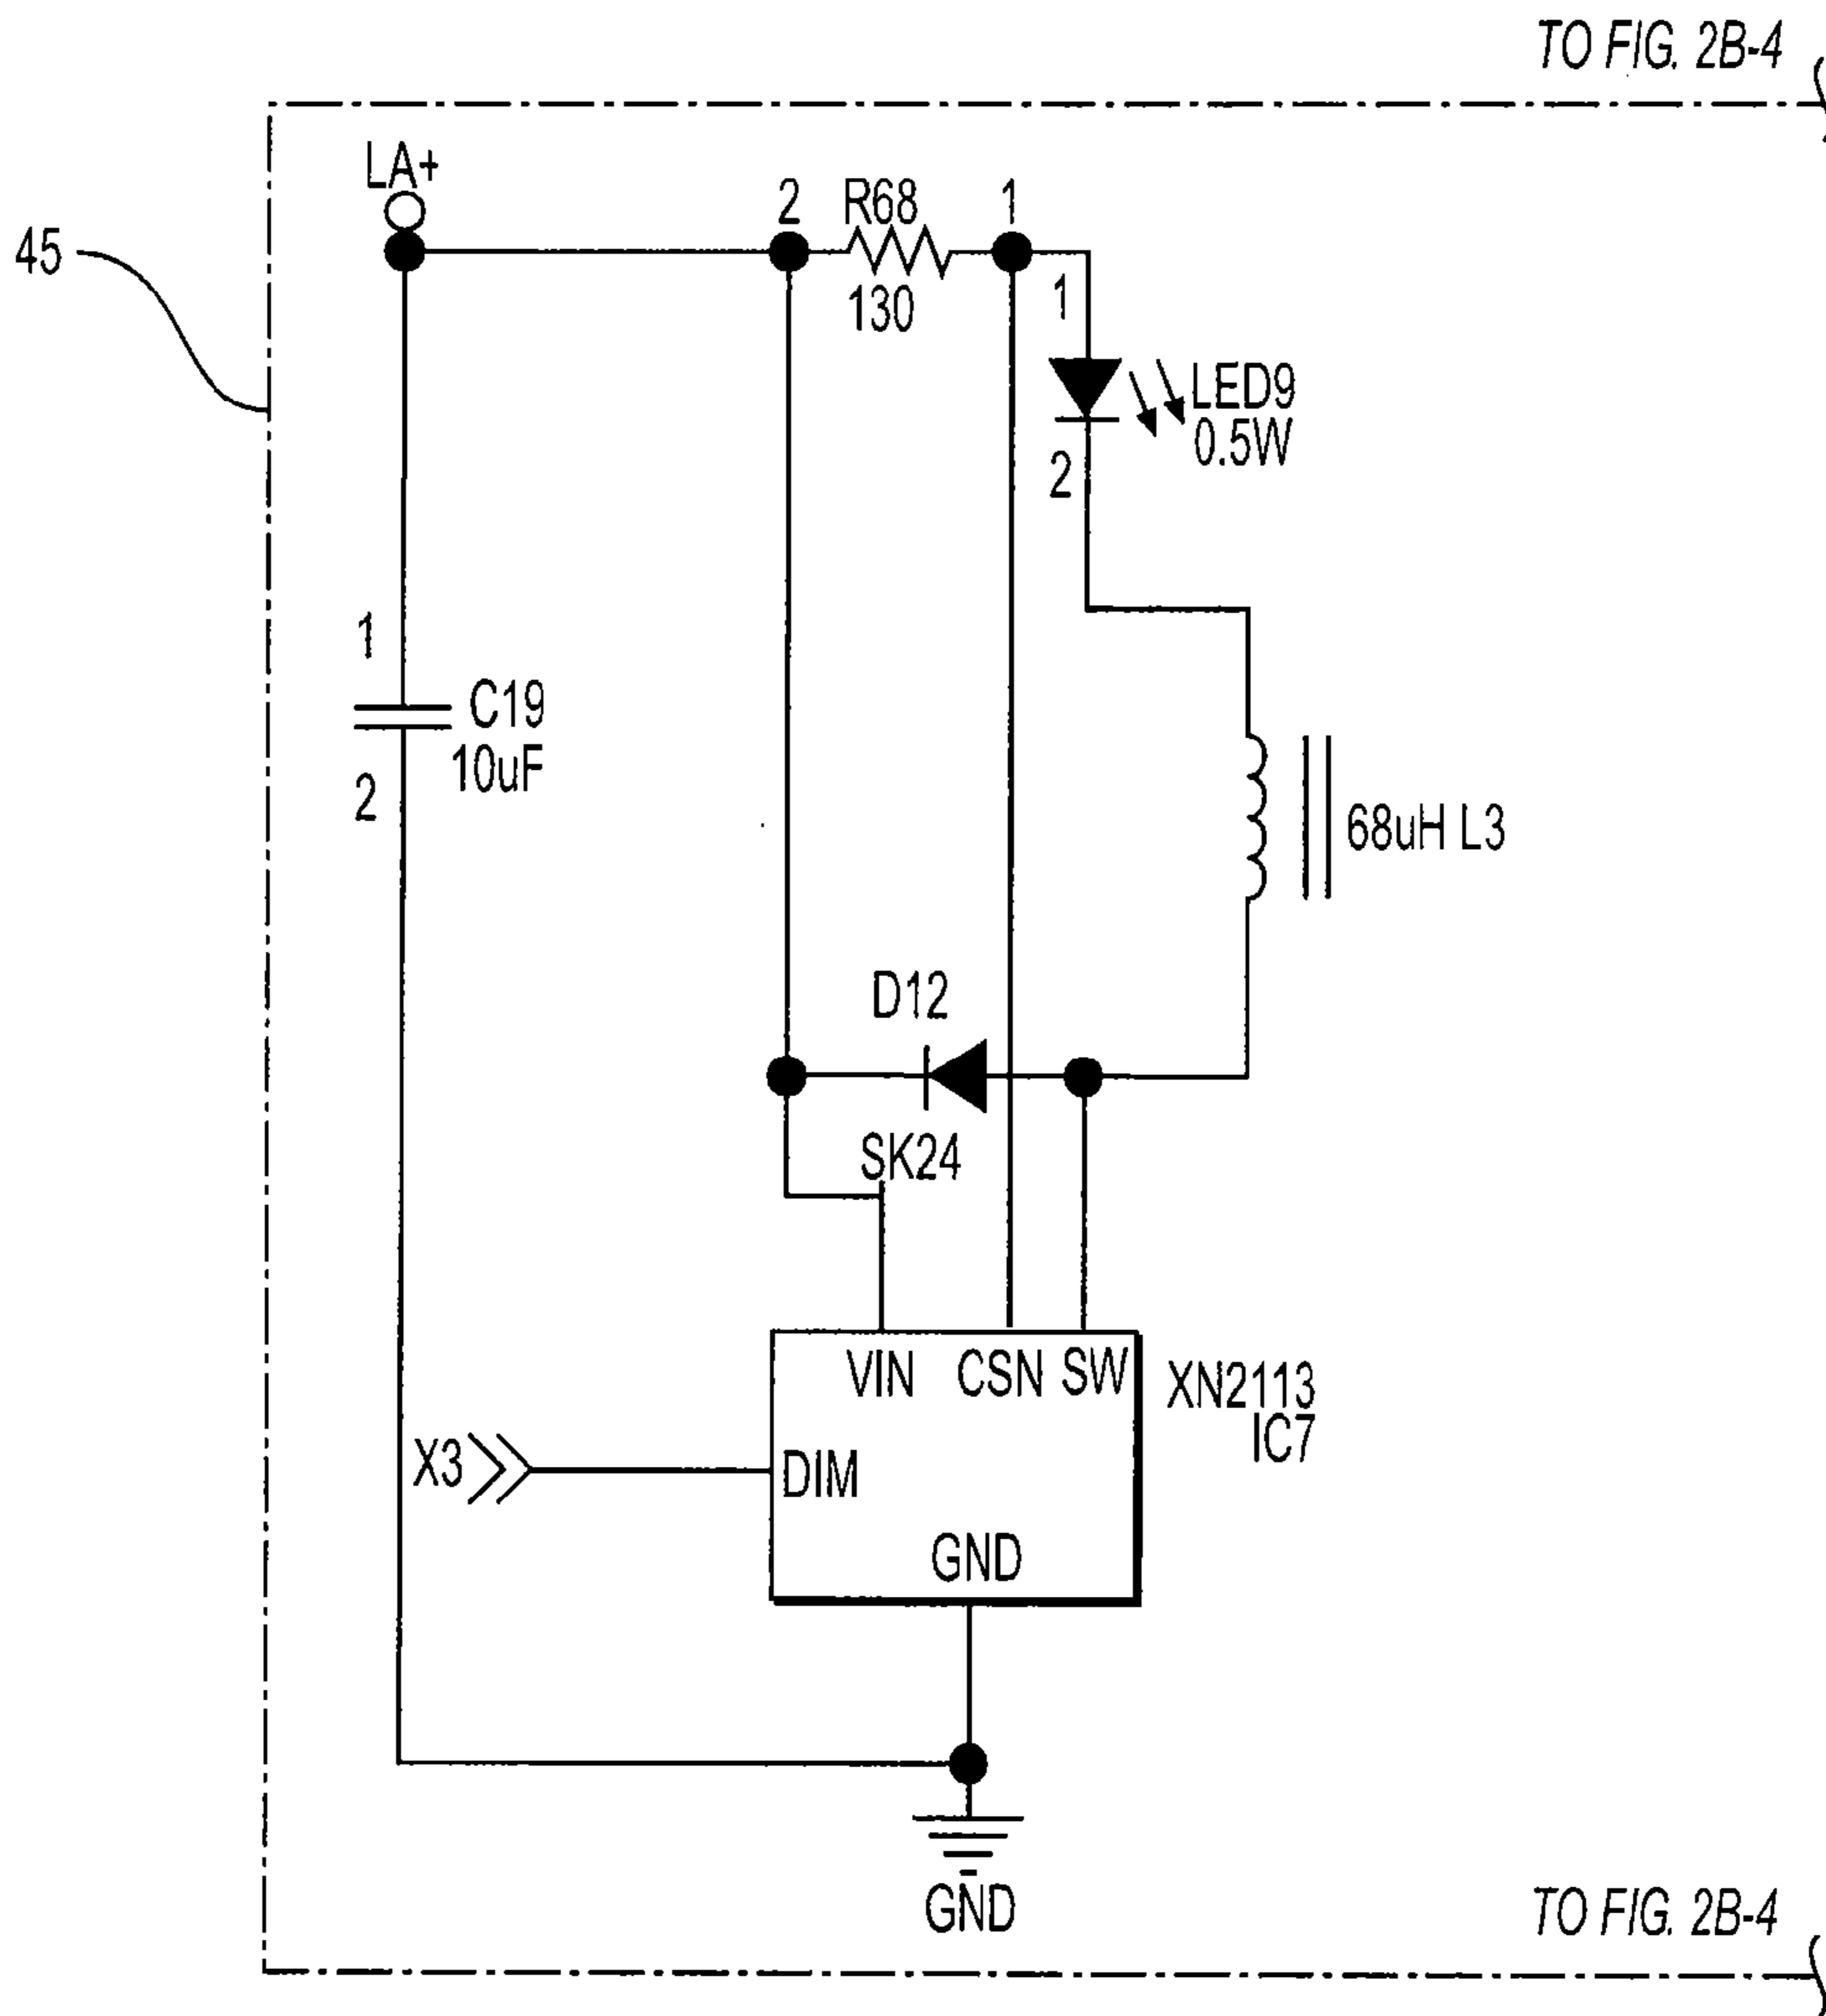 TO FIG. 2B-4
LA+
45
2 R68 1
130
1
LED9
0.5W
2
1
C19
10uF
2
68uH L3
D12
SK24
VIN CSN SW
XN2113
IC7
X3
DIM
GND
GND
TO FIG. 2B-4